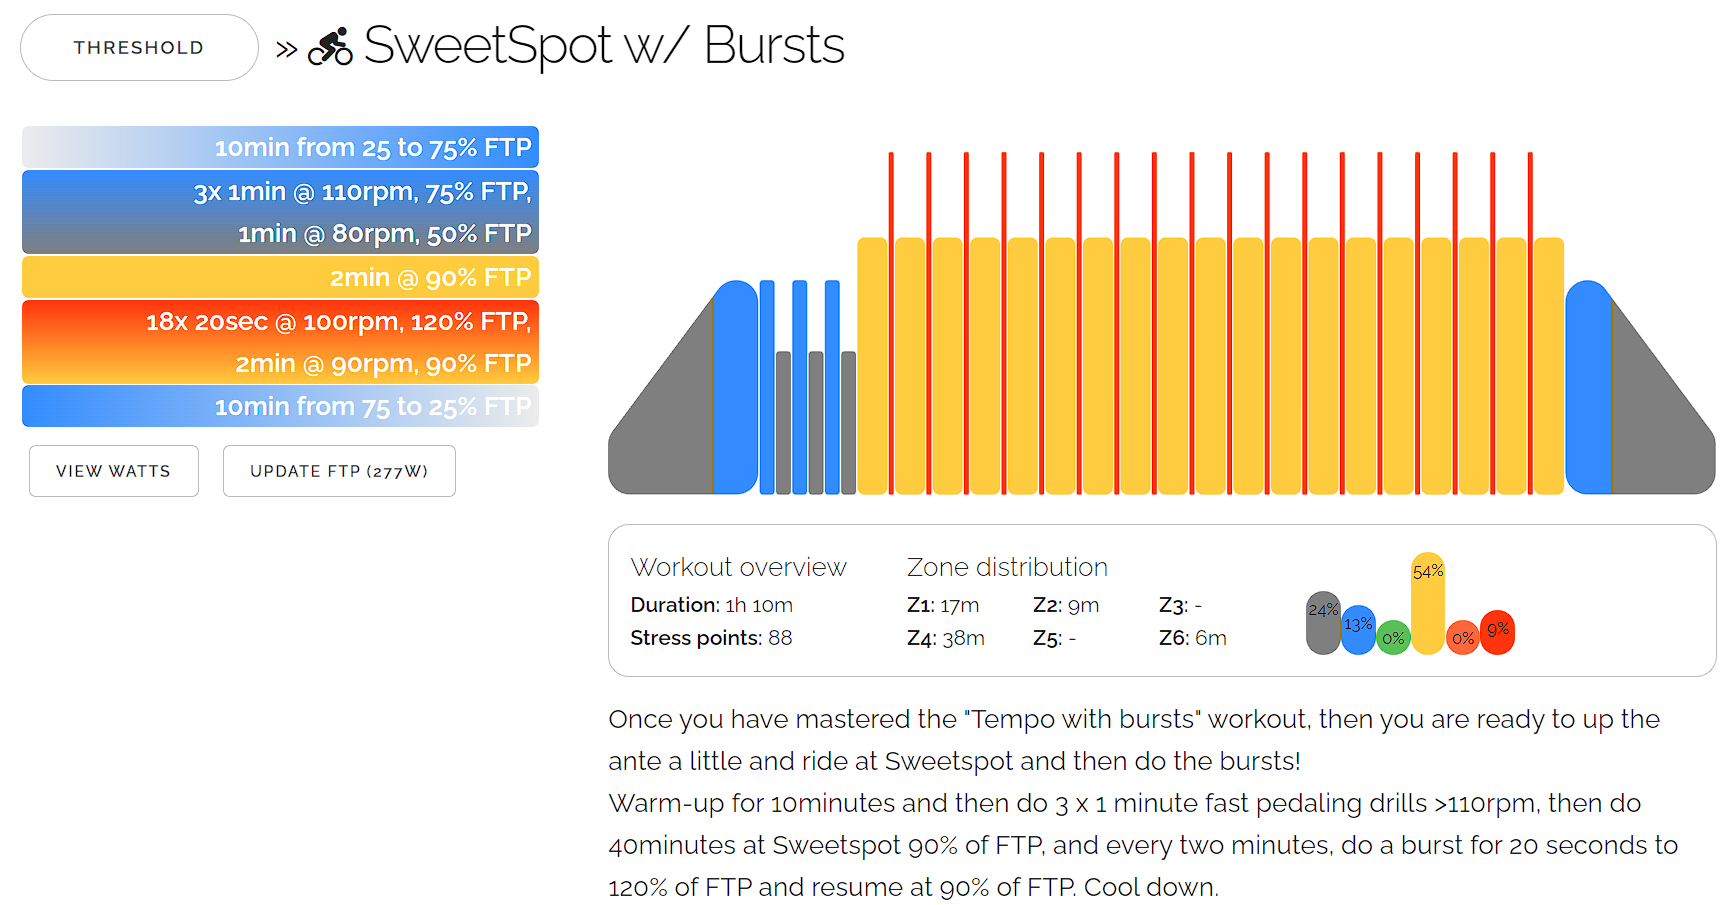 THRESHOLD » SweetSpot w/ Bursts
10min from 25 to 75% FTP
3x 1min @ 110rpm, 75% FTP,
1min @ 80rpm, 50% FTP
2min @ 90% FTP
18x 20sec @ 100rpm, 120% FTP,
2min @ 90rpm, 90% FTP
10min from 75 to 25% FTP
VIEW WATTS
UPDATE FTP (277W)
Workout overview
Duration: 1h 10m
Stress points: 88
Zone distribution
Z1: 17m Z2: 9m Z3: -
Z4: 38m Z5: - Z6: 6m
24% 13% 0% 54% 0% 9%
Once you have mastered the "Tempo with bursts" workout, then you are ready to up the
ante a little and ride at Sweetspot and then do the bursts!
Warm-up for 10minutes and then do 3 x 1 minute fast pedaling drills >110rpm, then do
40minutes at Sweetspot 90% of FTP, and every two minutes, do a burst for 20 seconds to
120% of FTP and resume at 90% of FTP. Cool down.